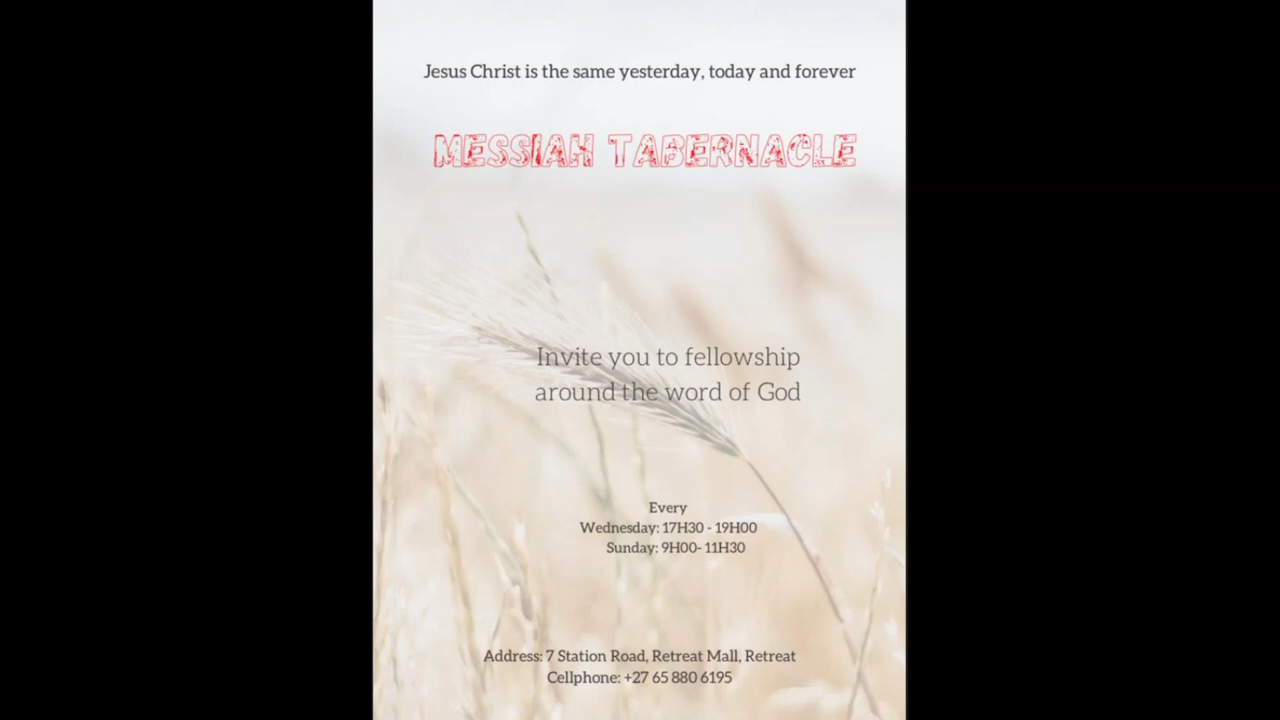 Jesus Christ is the same yesterday, today and forever
MESSIAH TABERNACLE
Invite you to fellowship
around the word of God
Every
Wednesday: 17H30 - 19H00
Sunday: 9H00- 11H30
Address: 7 Station Road, Retreat Mall, Retreat
Cellphone: +27 65 880 6195